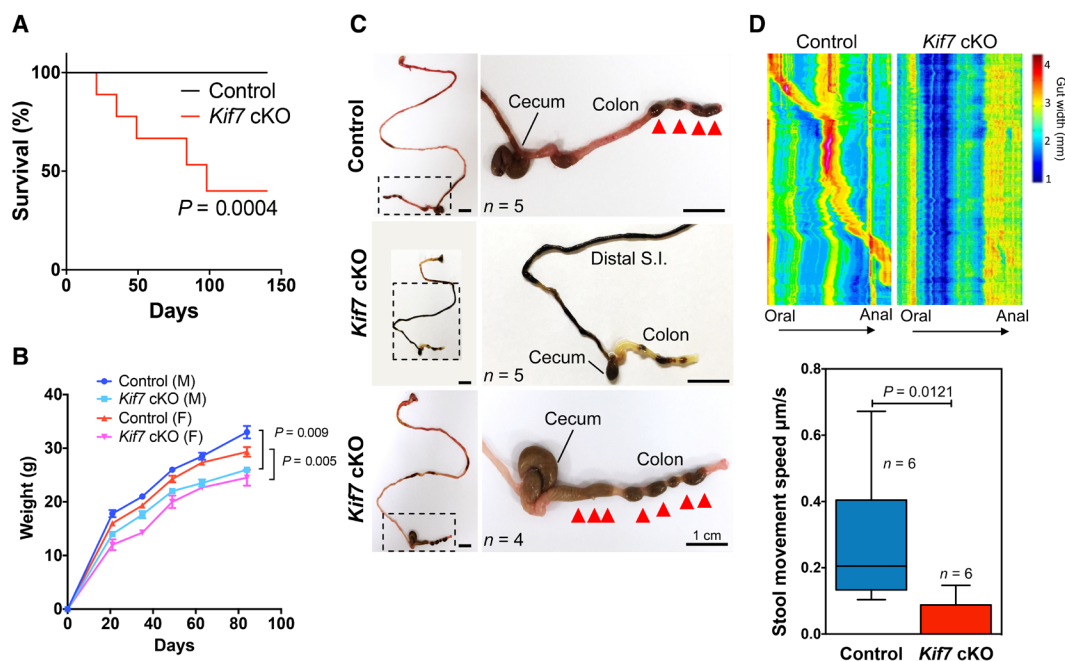 A
Survival (%)
100
50
0
0
50
100
150
Days
Control
Kif7 cKO
P = 0.0004
B
Weight (g)
40
30
20
10
0
0
20
40
60
80
100
Days
Control (M)
Kif7 cKO (M)
Control (F)
Kif7 cKO (F)
P = 0.009
P = 0.005
C
Control
Cecum
Colon
n = 5
Kif7 cKO
Distal S.I.
Colon
Cecum
n = 5
Kif7 cKO
Cecum
Colon
n = 4
1 cm
D
Control
Kif7 cKO
4
3
2
1
Gut width (mm)
Oral
Anal
Oral
Anal
Stool movement speed μm/s
0.8
0.6
0.4
0.2
0.0
P = 0.0121
n = 6
n = 6
Control
Kif7 cKO